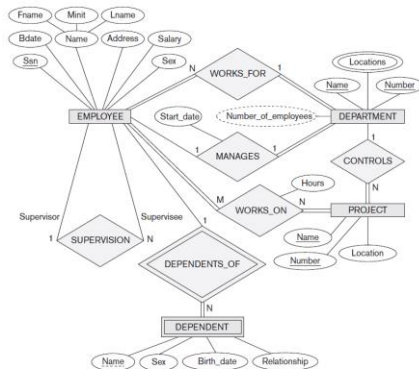 Fname
Minit
Lname
Bdate
Name
Address
Salary
Ssn
Sex
N
WORKS_FOR
1
Locations
Name
Number
EMPLOYEE
Start_date
Number_of_employees
DEPARTMENT
1
MANAGES
1
1
CONTROLS
Hours
M
N
N
Supervisor
Supervisee
1
WORKS_ON
PROJECT
1
SUPERVISION
N
DEPENDENTS_OF
Name
Number
Location
N
DEPENDENT
Name
Sex
Birth_date
Relationship